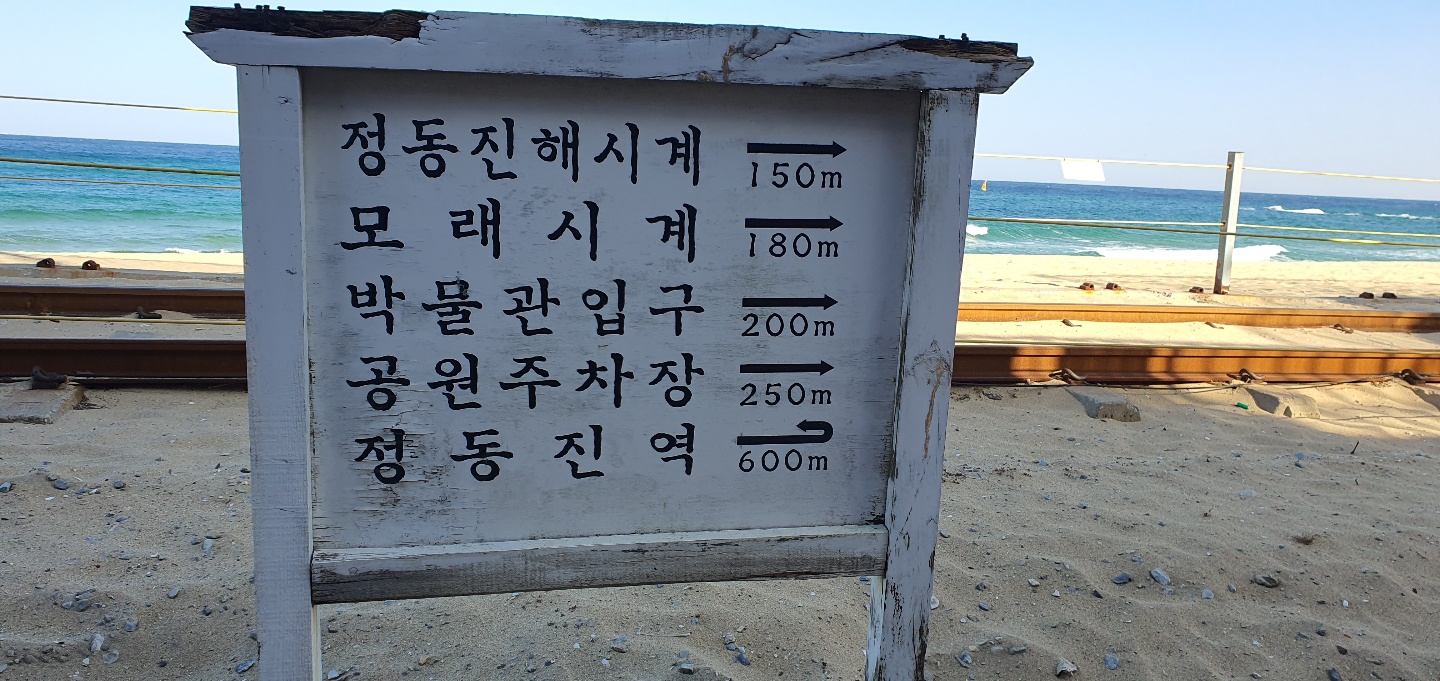 정동진해시계 → 150m
모래시계 → 180m
박물관입구 → 200m
공원주차장 → 250m
정동진역 ↩ 600m